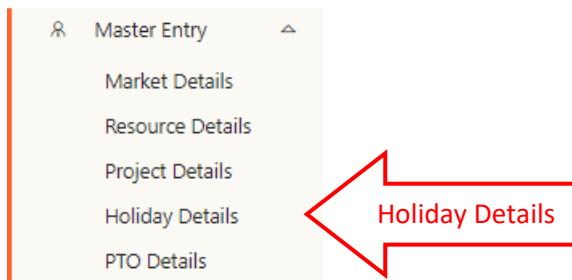 Master Entry
Market Details
Resource Details
Project Details
Holiday Details
Holiday Details
PTO Details